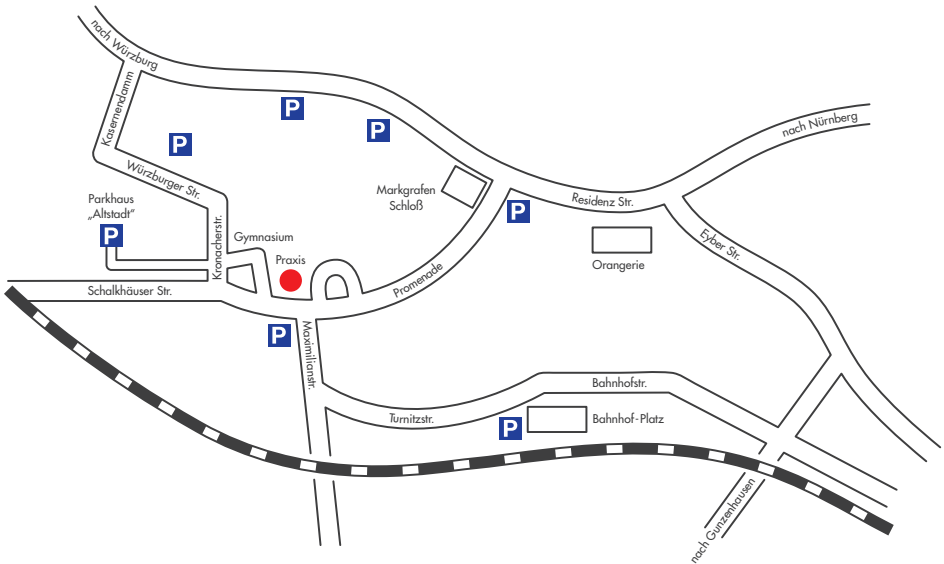 nach Würzburg
Kasernendamm
P
P
P
nach Nürnberg
Würzburger Str.
Markgrafen
Schloß
Residenz Str.
P
Parkhaus
„Altstadt"
P
Kronacherstr.
Gymnasium
Praxis
Promenade
Orangerie
Eyber Str.
Schalkhäuser Str.
P
Maximilianstr.
Turnitzstr.
Bahnhofstr.
P
Bahnhof-Platz
nach Gunzenhausen